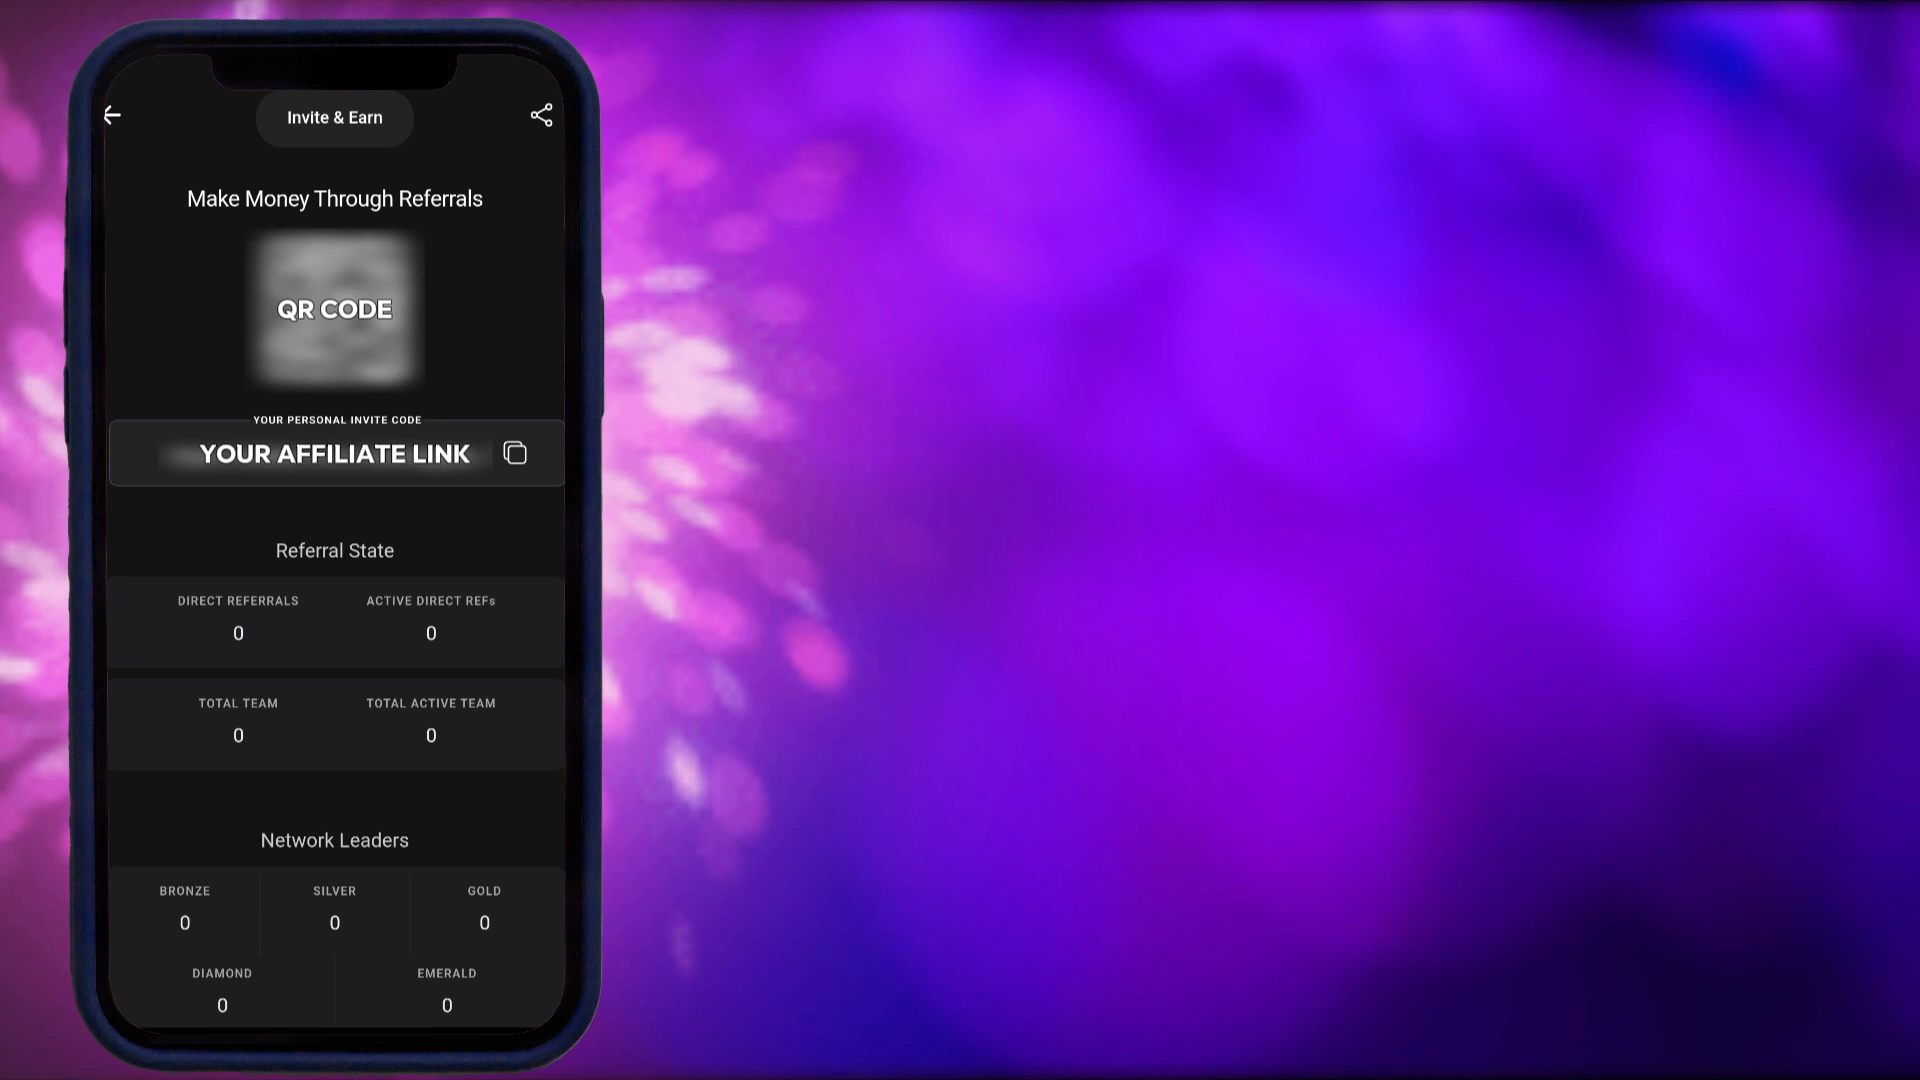 Invite & Earn
Make Money Through Referrals
QR CODE
YOUR PERSONAL INVITE CODE
YOUR AFFILIATE LINK
Referral State
DIRECT REFERRALS
ACTIVE DIRECT REFs
0
0
TOTAL TEAM
TOTAL ACTIVE TEAM
0
0
Network Leaders
BRONZE
SILVER
GOLD
0
0
0
DIAMOND
EMERALD
0
0